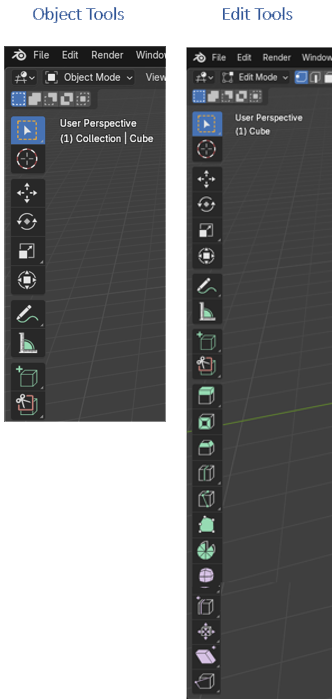 Object Tools
File Edit Render Window
Object Mode View
User Perspective
(1) Collection | Cube
Edit Tools
File Edit Render Window
Edit Mode
User Perspective
(1) Cube